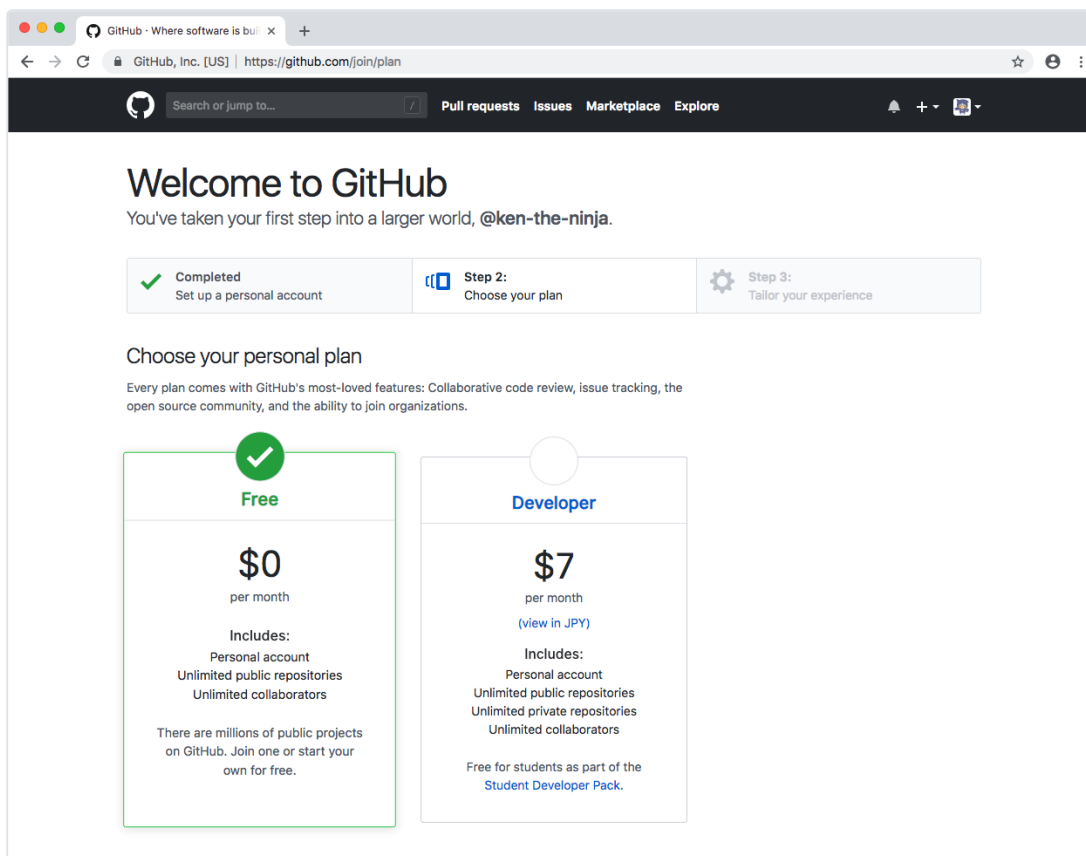 GitHub · Where software is bui
GitHub, Inc. [US] | https://github.com/join/plan
Search or jump to... / Pull requests Issues Marketplace Explore
Welcome to GitHub
You've taken your first step into a larger world, @ken-the-ninja.
Completed
Set up a personal account
Step 2:
Choose your plan
Step 3:
Tailor your experience
Choose your personal plan
Every plan comes with GitHub's most-loved features: Collaborative code review, issue tracking, the
open source community, and the ability to join organizations.
Free
$0
per month
Includes:
Personal account
Unlimited public repositories
Unlimited collaborators
There are millions of public projects
on GitHub. Join one or start your
own for free.
Developer
$7
per month
(view in JPY)
Includes:
Personal account
Unlimited public repositories
Unlimited private repositories
Unlimited collaborators
Free for students as part of the
Student Developer Pack.